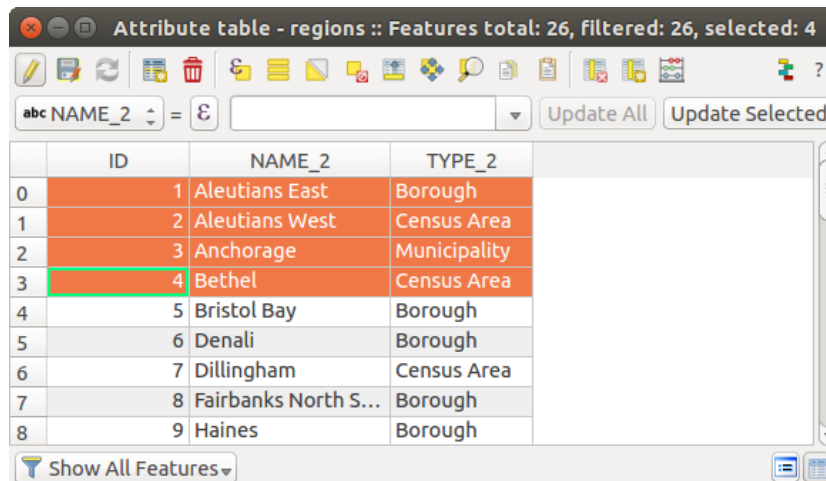 Attribute table - regions :: Features total: 26, filtered: 26, selected: 4
?
abc NAME_2 = ε Update All Update Selected
ID NAME_2 TYPE_2
0 1 Aleutians East Borough
1 2 Aleutians West Census Area
2 3 Anchorage Municipality
3 4 Bethel Census Area
4 5 Bristol Bay Borough
5 6 Denali Borough
6 7 Dillingham Census Area
7 8 Fairbanks North S... Borough
8 9 Haines Borough
Show All Features